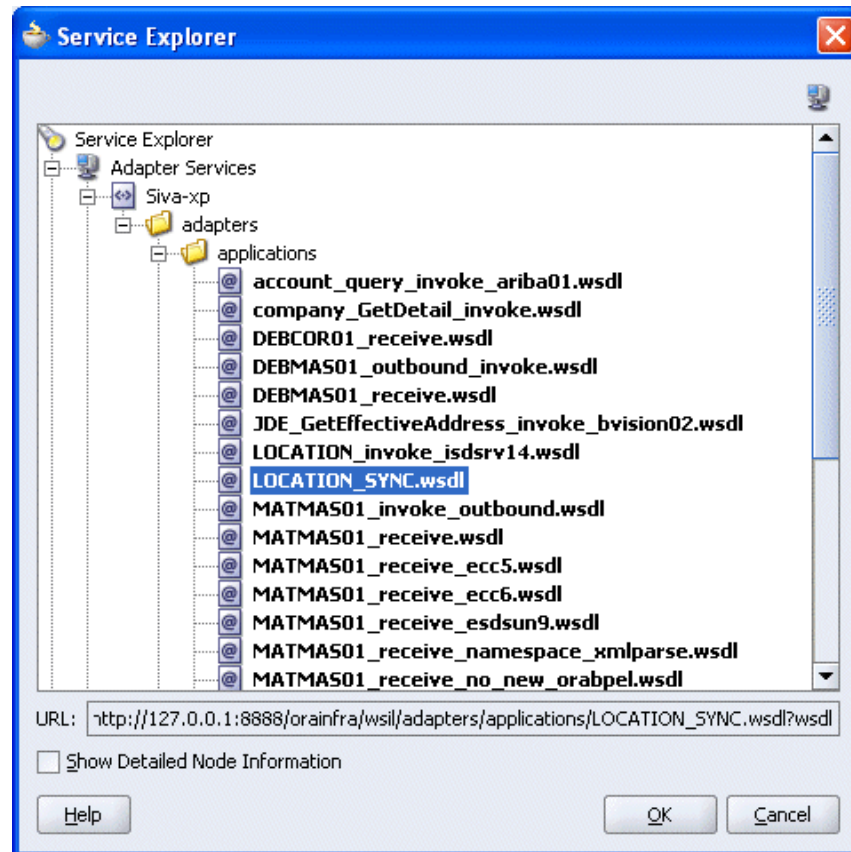 Service Explorer
Service Explorer
Adapter Services
Siva-xp
adapters
applications
account_query_invoke_ariba01.wsdl
company_GetDetail_invoke.wsdl
DEBCOR01_receive.wsdl
DEBMAS01_outbound_invoke.wsdl
DEBMAS01_receive.wsdl
JDE_GetEffectiveAddress_invoke_bvision02.wsdl
LOCATION_invoke_isdsrv14.wsdl
LOCATION_SYNC.wsdl
MATMAS01_invoke_outbound.wsdl
MATMAS01_receive.wsdl
MATMAS01_receive_ecc5.wsdl
MATMAS01_receive_ecc6.wsdl
MATMAS01_receive_esdsun9.wsdl
MATMAS01_receive_namespace_xmlparse.wsdl
MATMAS01_receive_no_new_orabpel.wsdl
URL: http://127.0.0.1:8888/orainfra/wsil/adapters/applications/LOCATION_SYNC.wsdl?wsdl
Show Detailed Node Information
Help OK Cancel